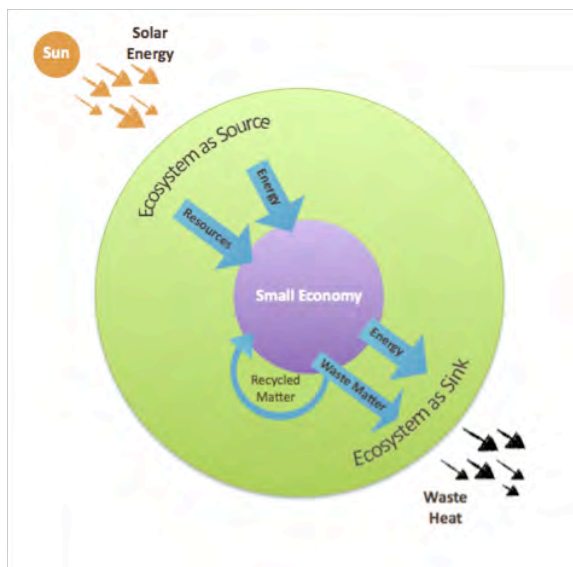 Solar
Energy
Sun
Ecosystem as Source
Energy
Resources
Small Economy
Energy
Recycled
Matter
Waste Matter
Ecosystem as Sink
Waste
Heat